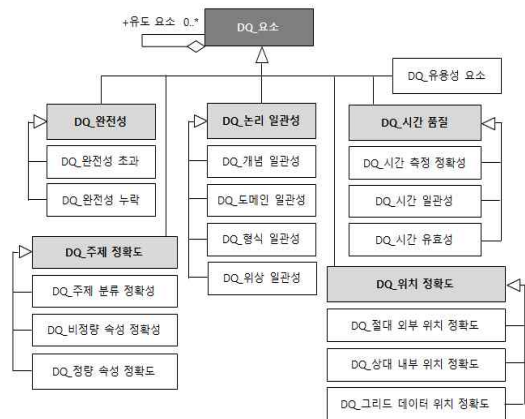 +유도 요소 0..*
DQ_요소
DQ_유용성 요소
DQ_완전성
DQ_완전성 초과
DQ_완전성 누락
DQ_논리 일관성
DQ_개념 일관성
DQ_도메인 일관성
DQ_형식 일관성
DQ_위상 일관성
DQ_시간 품질
DQ_시간 측정 정확성
DQ_시간 일관성
DQ_시간 유효성
DQ_주제 정확도
DQ_주제 분류 정확성
DQ_비정량 속성 정확성
DQ_정량 속성 정확도
DQ_위치 정확도
DQ_절대 외부 위치 정확도
DQ_상대 내부 위치 정확도
DQ_그리드 데이터 위치 정확도